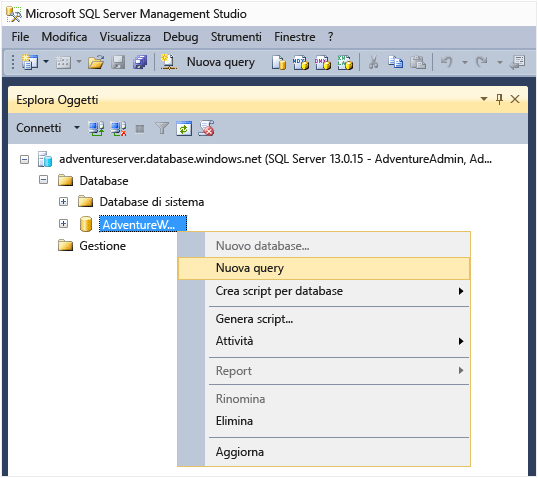 Microsoft SQL Server Management Studio
File Modifica Visualizza Debug Strumenti Finestre ?
Nuova query MDX DMX
Esplora Oggetti
Connetti
adventureserver.database.windows.net (SQL Server 13.0.15 - AdventureAdmin, Ad...
Database
Database di sistema
AdventureW...
Gestione
Nuovo database...
Nuova query
Crea script per database
Genera script...
Attività
Report
Rinomina
Elimina
Aggiorna